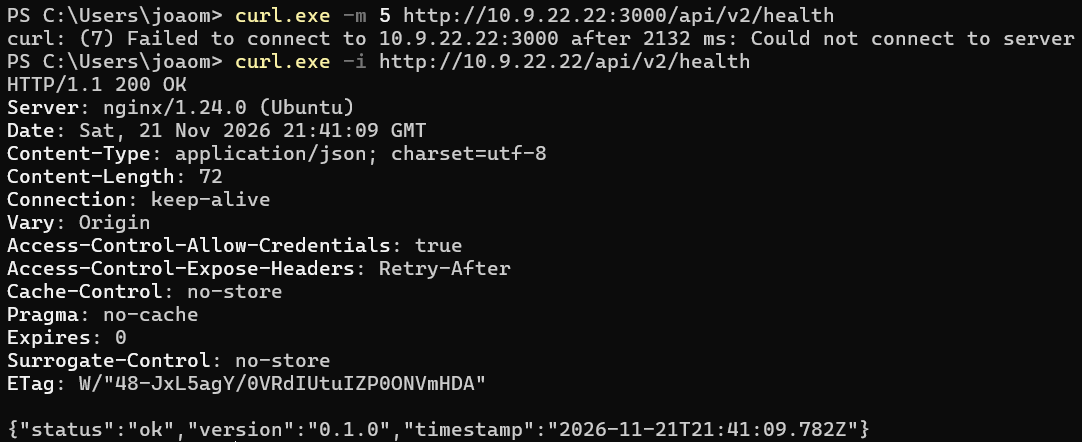 PS C:\Users\joaom> curl.exe -m 5 http://10.9.22.22:3000/api/v2/health
curl: (7) Failed to connect to 10.9.22.22:3000 after 2132 ms: Could not connect to server
PS C:\Users\joaom> curl.exe -i http://10.9.22.22/api/v2/health
HTTP/1.1 200 OK
Server: nginx/1.24.0 (Ubuntu)
Date: Sat, 21 Nov 2026 21:41:09 GMT
Content-Type: application/json; charset=utf-8
Content-Length: 72
Connection: keep-alive
Vary: Origin
Access-Control-Allow-Credentials: true
Access-Control-Expose-Headers: Retry-After
Cache-Control: no-store
Pragma: no-cache
Expires: 0
Surrogate-Control: no-store
ETag: W/"48-JxL5agY/0VRdIUtuIZP0ONVmHDA"

{"status":"ok","version":"0.1.0","timestamp":"2026-11-21T21:41:09.782Z"}